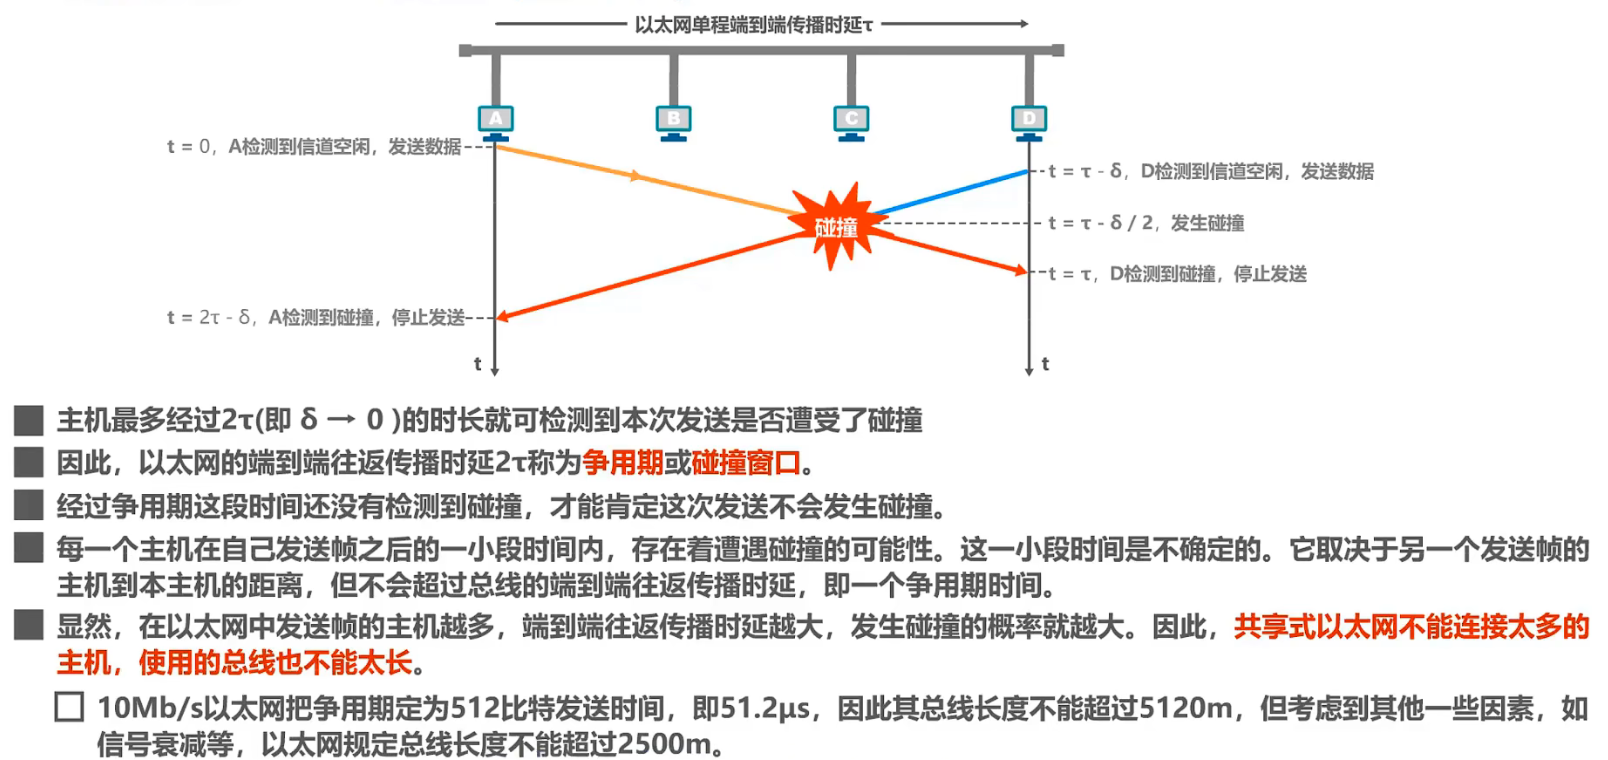 以太网单程端到端传播时延τ
A
B
C
D
t = 0，A检测到信道空闲，发送数据
t = τ - δ，D检测到信道空闲，发送数据
碰撞
t = τ - δ / 2，发生碰撞
t = τ，D检测到碰撞，停止发送
t = 2τ - δ，A检测到碰撞，停止发送
t
t
主机最多经过2τ(即 δ → 0 )的时长就可检测到本次发送是否遭受了碰撞
因此，以太网的端到端往返传播时延2τ称为争用期或碰撞窗口。
经过争用期这段时间还没有检测到碰撞，才能肯定这次发送不会发生碰撞。
每一个主机在自己发送帧之后的一小段时间内，存在着遭遇碰撞的可能性。这一小段时间是不确定的。它取决于另一个发送帧的
主机到本主机的距离，但不会超过总线的端到端往返传播时延，即一个争用期时间。
显然，在以太网中发送帧的主机越多，端到端往返传播时延越大，发生碰撞的概率就越大。因此，共享式以太网不能连接太多的
主机，使用的总线也不能太长。
10Mb/s以太网把争用期定为512比特发送时间，即51.2μs，因此其总线长度不能超过5120m，但考虑到其他一些因素，如
信号衰减等，以太网规定总线长度不能超过2500m。